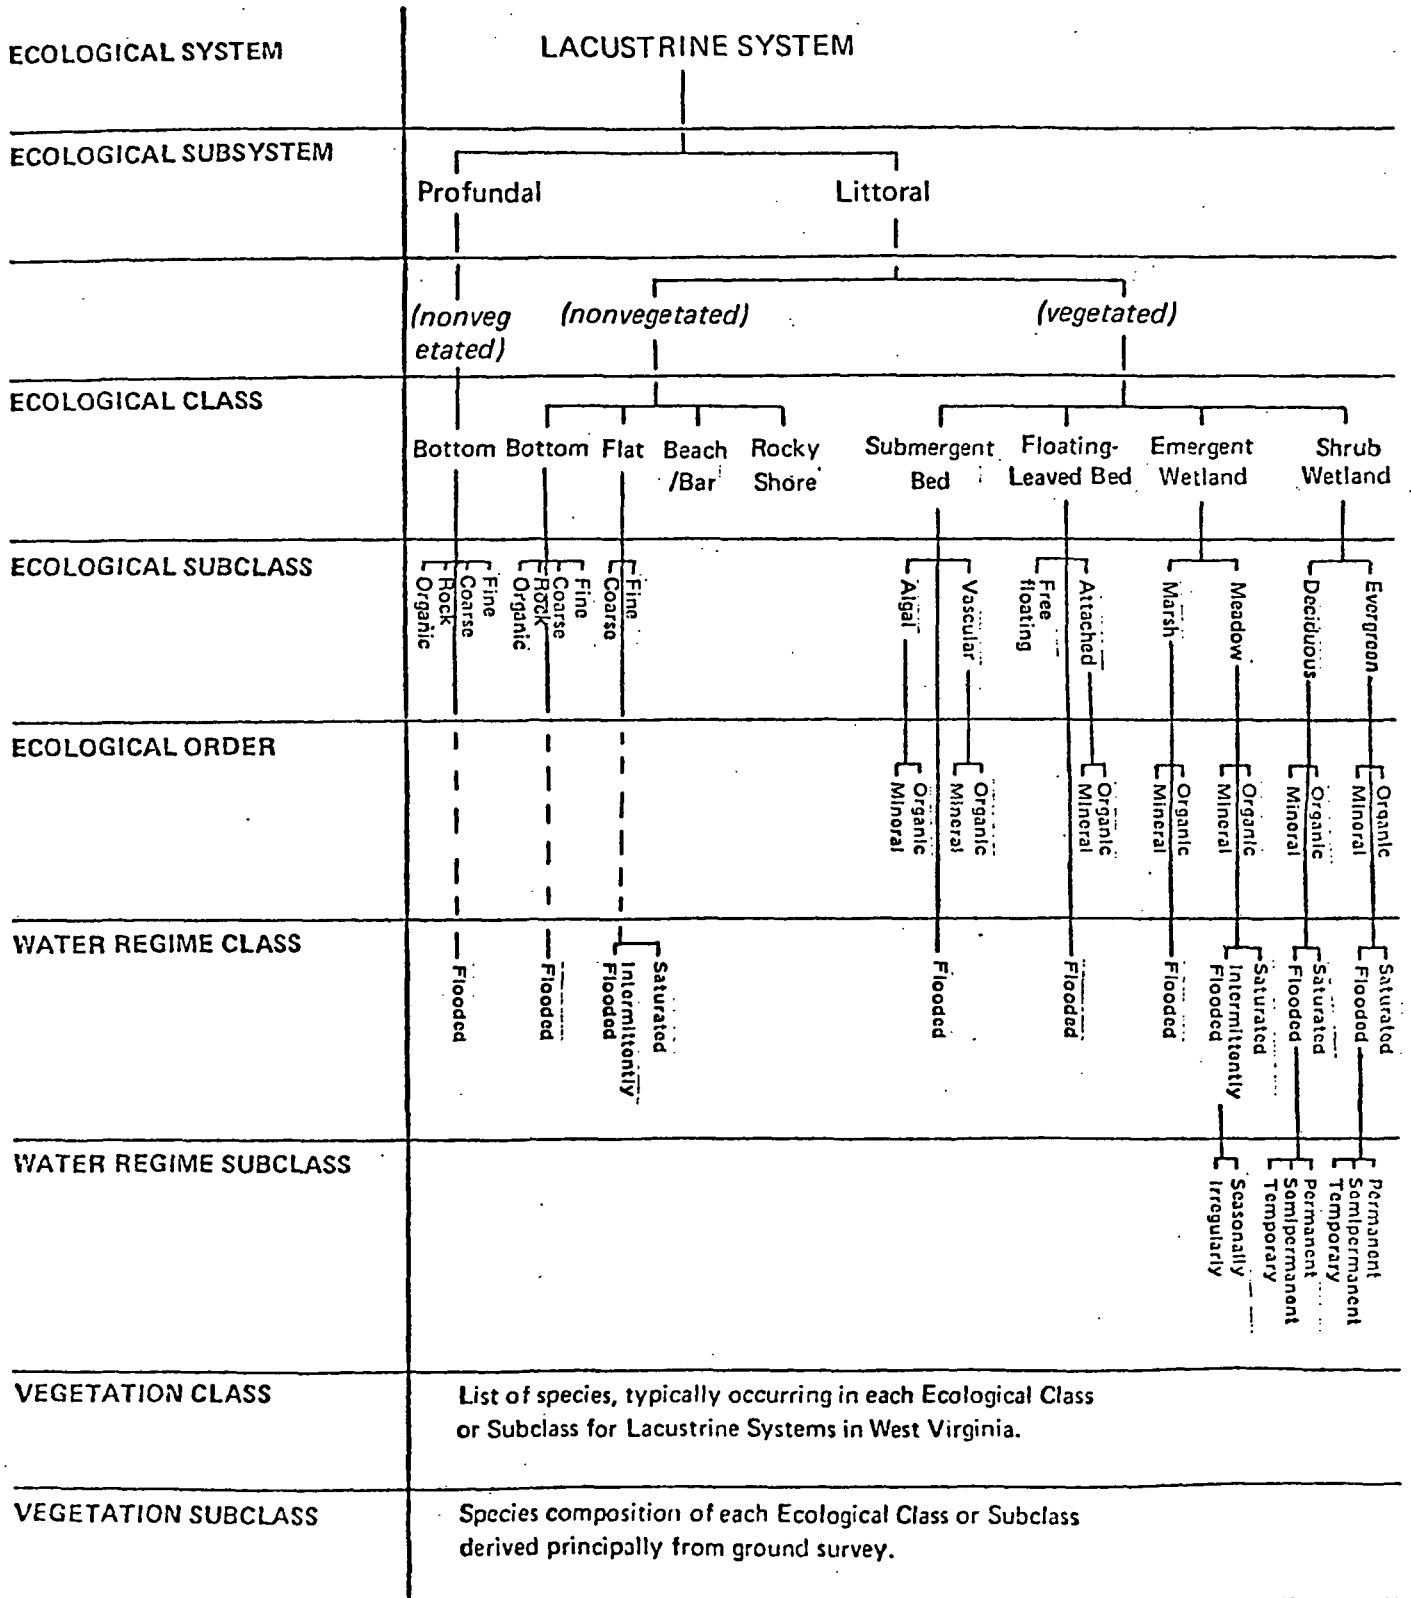 ECOLOGICAL SYSTEM
LACUSTRINE SYSTEM
ECOLOGICAL SUBSYSTEM
Profundal
Littoral
(nonveg
etated)
(nonvegetated)
(vegetated)
ECOLOGICAL CLASS
Bottom
Bottom
Flat
Beach
/Bar
Rocky
Shore
Submergent
Bed
Floating-
Leaved Bed
Emergent
Wetland
Shrub
Wetland
ECOLOGICAL SUBCLASS
Organic
Rock
Coarse
Fine
Organic
Rock
Coarse
Fine
Coarse
Fine
Algal
Vascular
Free
floating
Attached
Marsh
Meadow
Deciduous
Evergreen
ECOLOGICAL ORDER
Mineral
Organic
Mineral
Organic
Mineral
Organic
Mineral
Organic
Mineral
Organic
Mineral
Organic
Mineral
Organic
WATER REGIME CLASS
Flooded
Flooded
Intermittently
Flooded
Saturated
Flooded
Flooded
Flooded
Intermittently
Flooded
Saturated
Flooded
Saturated
Flooded
Saturated
WATER REGIME SUBCLASS
Irregularly
Seasonally
Temporary
Semipermanent
Permanent
Temporary
Semipermanent
Permanent
VEGETATION CLASS
List of species, typically occurring in each Ecological Class
or Subclass for Lacustrine Systems in West Virginia.
VEGETATION SUBCLASS
Species composition of each Ecological Class or Subclass
derived principally from ground survey.